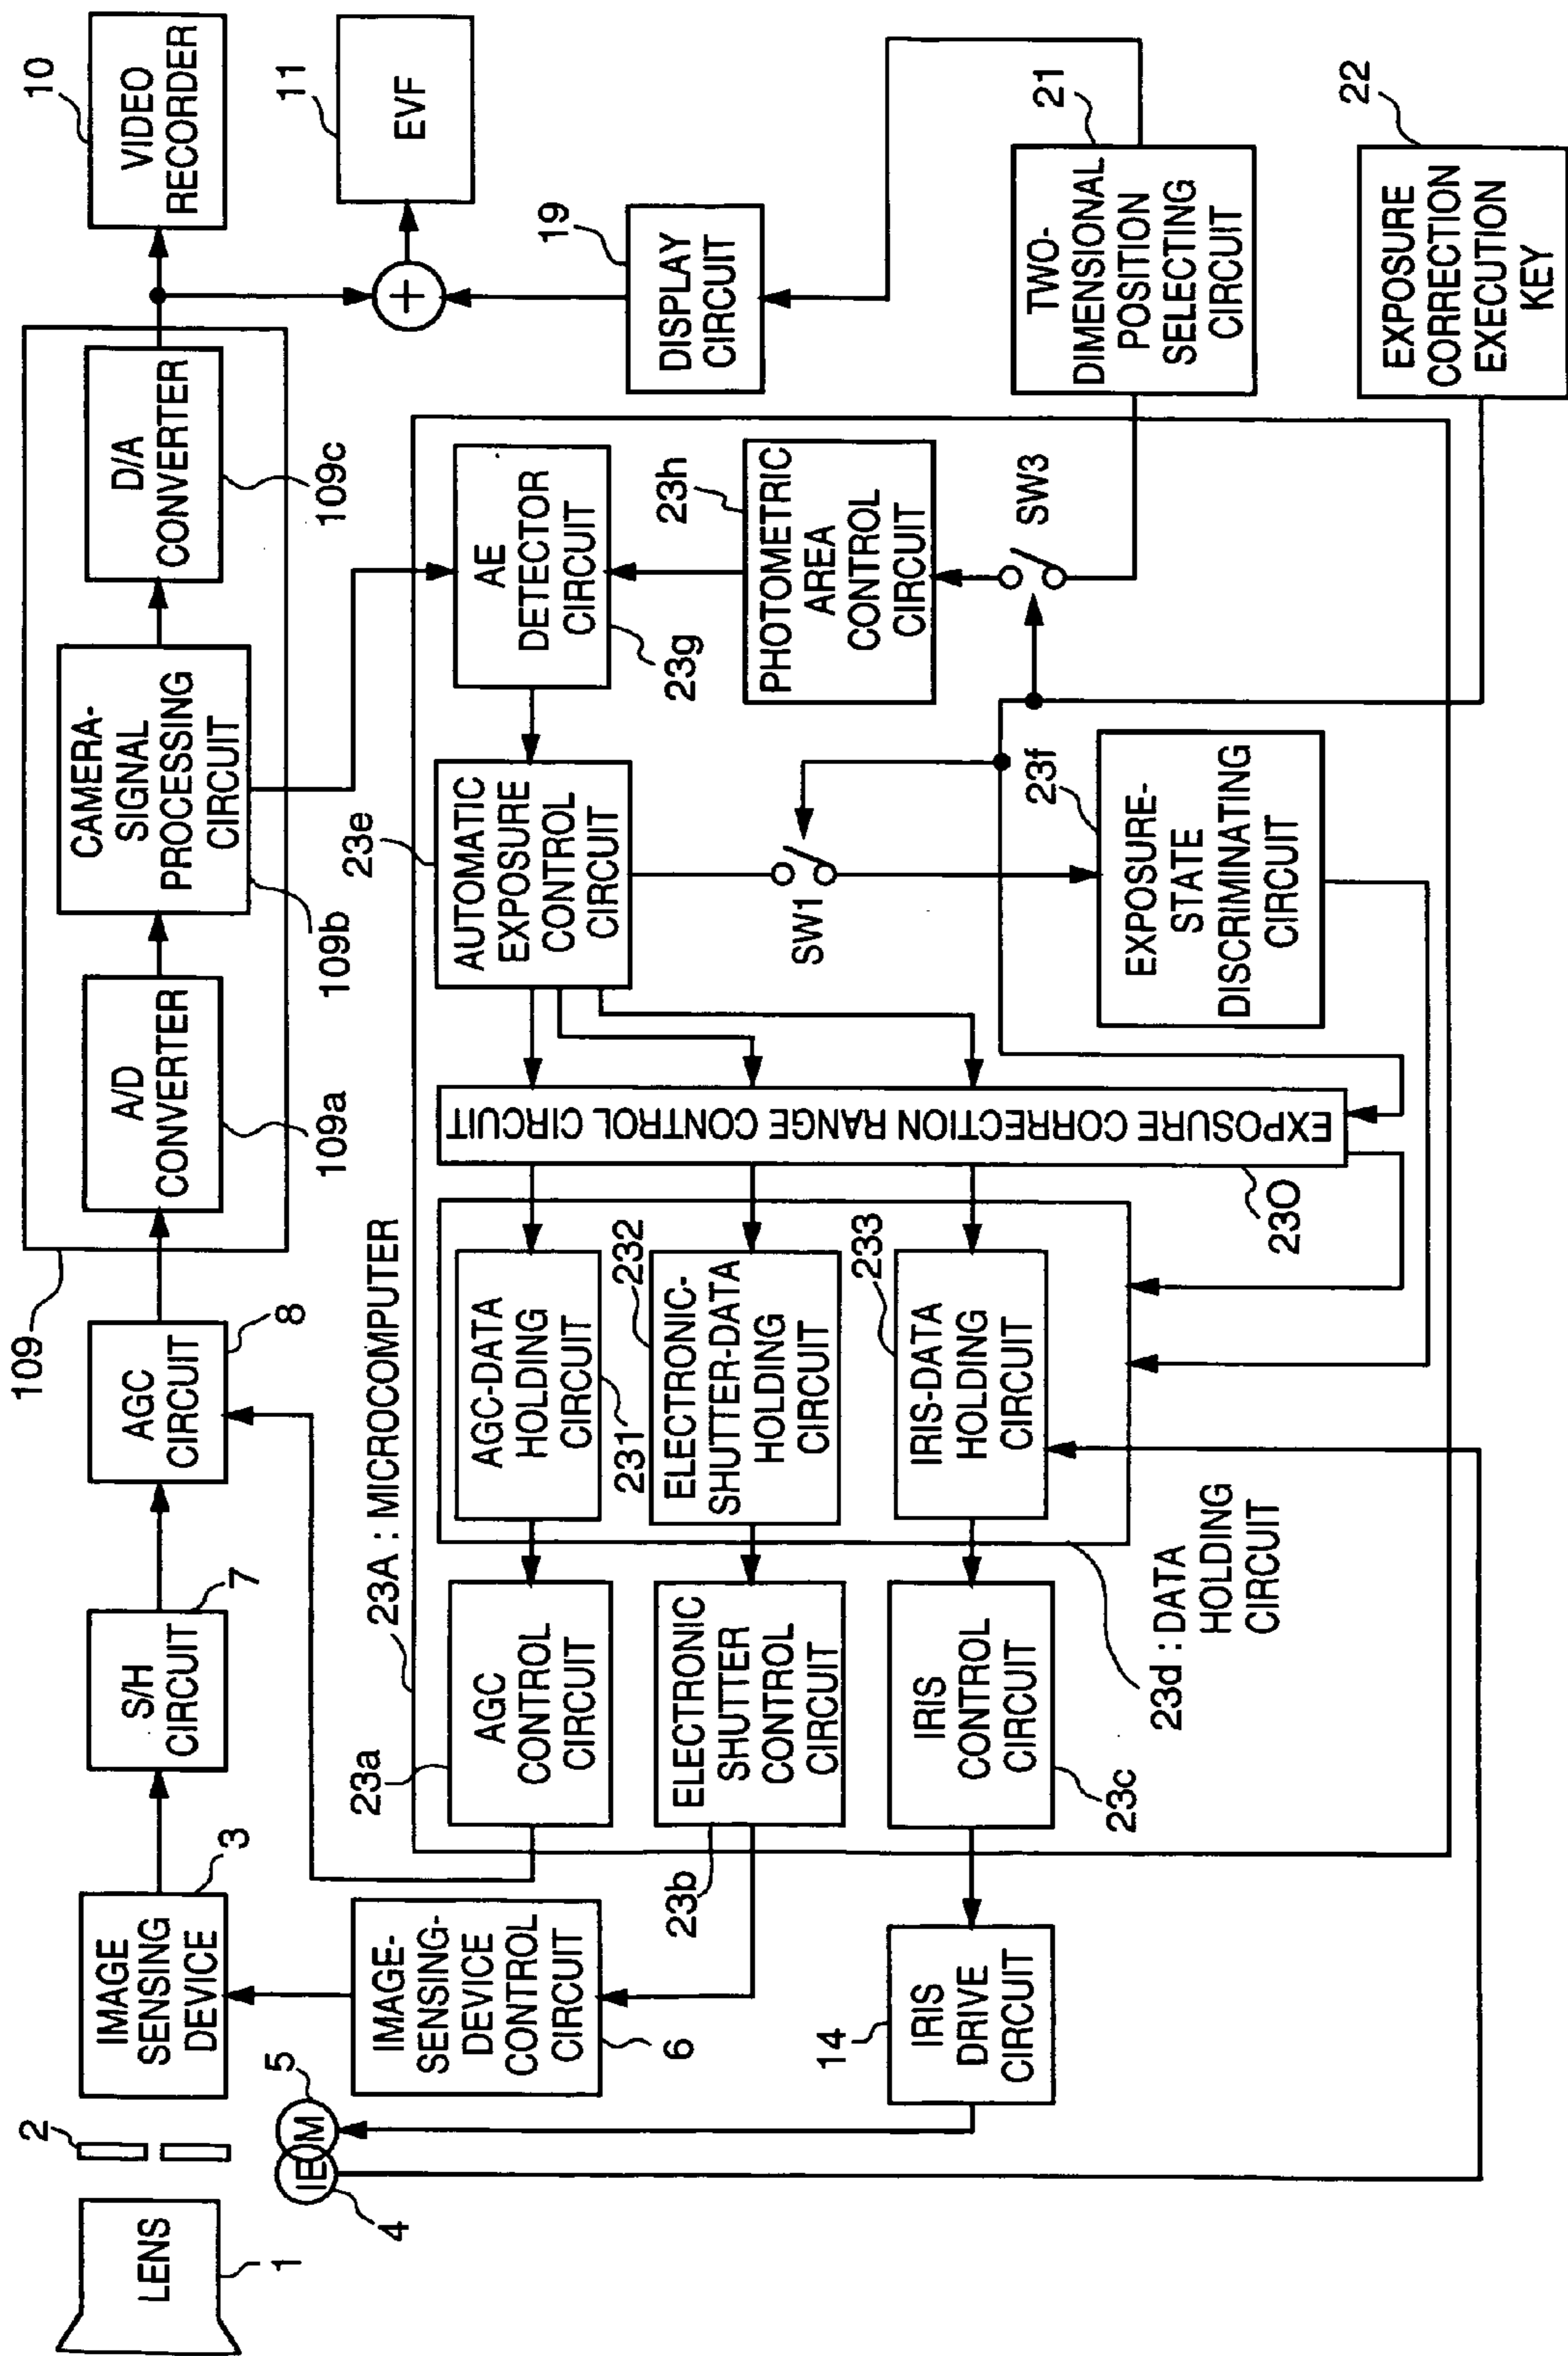 LENS
1
2
IE
M
4
5
IMAGE
SENSING
DEVICE
3
S/H
CIRCUIT
7
AGC
CIRCUIT
8
109
A/D
CONVERTER
109a
CAMERA-
SIGNAL
PROCESSING
CIRCUIT
109b
D/A
CONVERTER
109c
VIDEO
RECORDER
10
EVF
11
+
DISPLAY
CIRCUIT
19
IMAGE-
SENSING-
DEVICE
CONTROL
CIRCUIT
6
IRIS
DRIVE
CIRCUIT
14
23A : MICROCOMPUTER
AGC
CONTROL
CIRCUIT
23a
ELECTRONIC
SHUTTER
CONTROL
CIRCUIT
23b
IRIS
CONTROL
CIRCUIT
23c
AGC-DATA
HOLDING
CIRCUIT
231
ELECTRONIC-
SHUTTER-DATA
HOLDING
CIRCUIT
232
IRIS-DATA
HOLDING
CIRCUIT
233
23d : DATA
HOLDING
CIRCUIT
EXPOSURE CORRECTION RANGE CONTROL CIRCUIT
230
AUTOMATIC
EXPOSURE
CONTROL
CIRCUIT
23e
SW1
EXPOSURE-
STATE
DISCRIMINATING
CIRCUIT
23f
AE
DETECTOR
CIRCUIT
23g
PHOTOMETRIC
AREA
CONTROL
CIRCUIT
23h
SW3
TWO-
DIMENSIONAL
POSITION
SELECTING
CIRCUIT
21
EXPOSURE
CORRECTION
EXECUTION
KEY
22